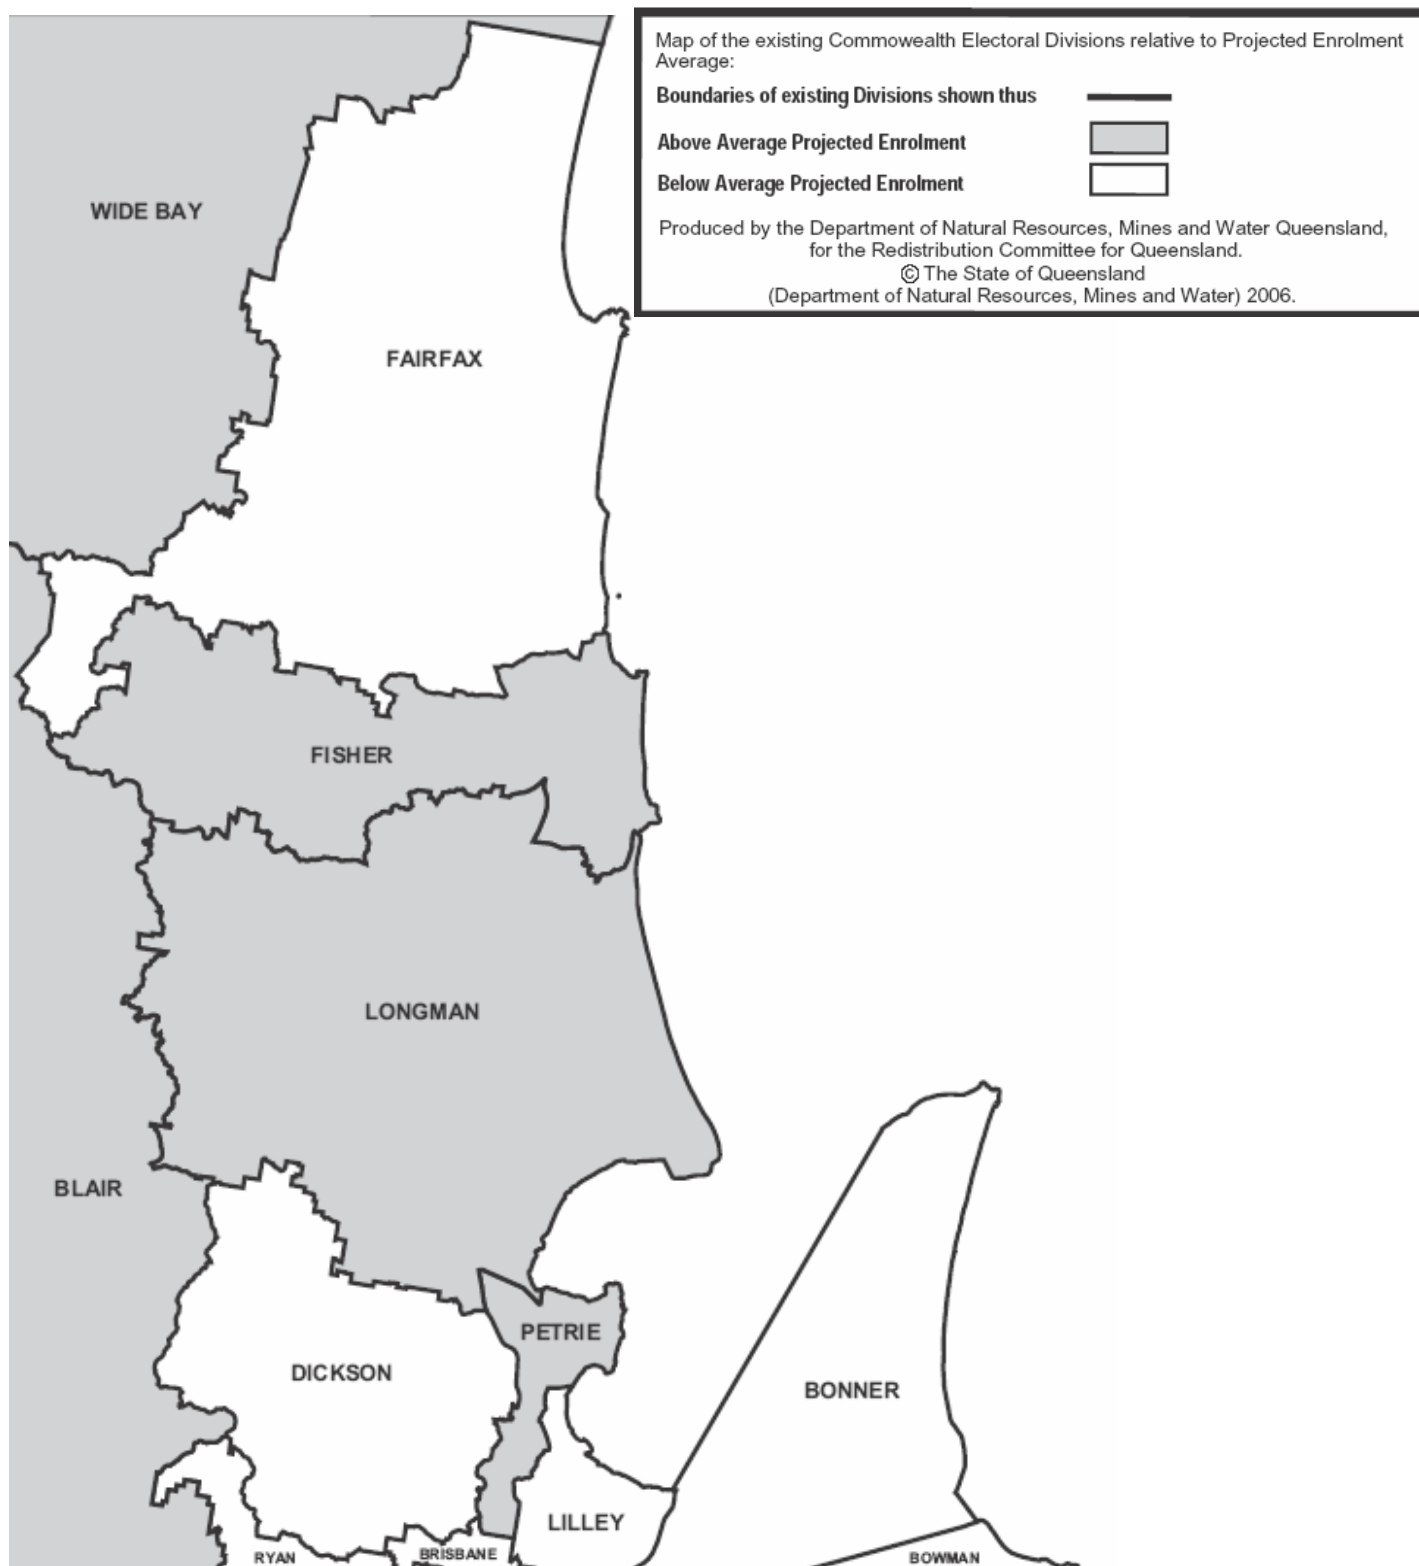 Map of the existing Commowealth Electoral Divisions relative to Projected Enrolment
Average:
Boundaries of existing Divisions shown thus
Above Average Projected Enrolment
Below Average Projected Enrolment
Produced by the Department of Natural Resources, Mines and Water Queensland,
for the Redistribution Committee for Queensland.
© The State of Queensland
(Department of Natural Resources, Mines and Water) 2006.
WIDE BAY
FAIRFAX
FISHER
LONGMAN
BLAIR
PETRIE
DICKSON
BONNER
LILLEY
RYAN
BRISBANE
BOWMAN